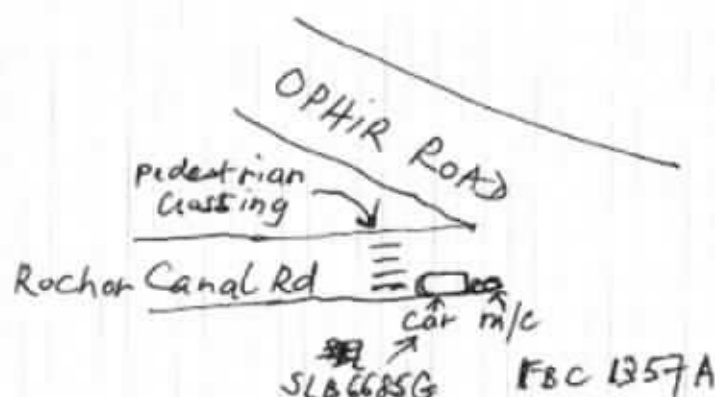 OPHiR ROAD
pedestrian
Crossing
Rochor Canal Rd
car m/c
SLB6685G
FBC 1357A